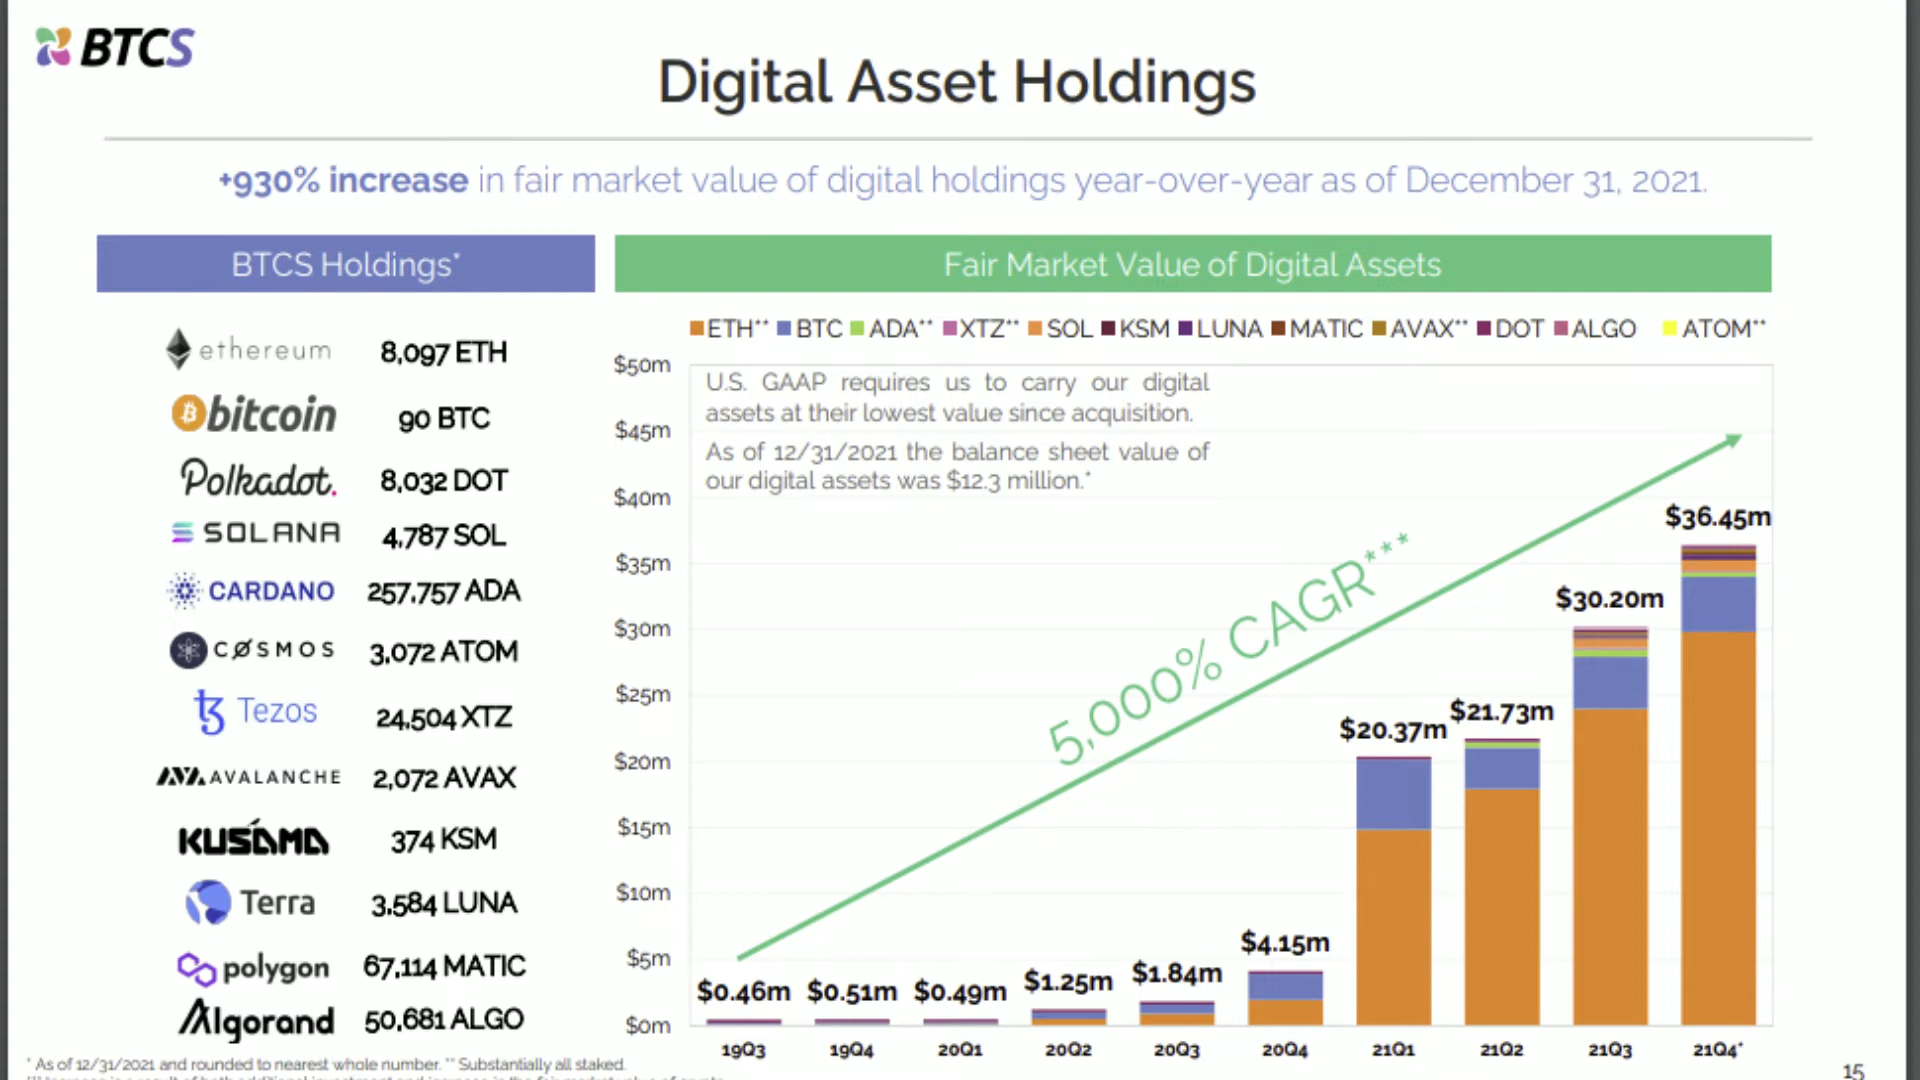 BTCS
Digital Asset Holdings
+930% increase in fair market value of digital holdings year-over-year as of December 31, 2021.
BTCS Holdings*
ethereum 8,097 ETH
bitcoin 90 BTC
Polkadot. 8,032 DOT
SOLANA 4,787 SOL
CARDANO 257,757 ADA
COSMOS 3,072 ATOM
Tezos 24,504 XTZ
AVALANCHE 2,072 AVAX
KUSAMA 374 KSM
Terra 3,584 LUNA
polygon 67,114 MATIC
Algorand 50,681 ALGO
Fair Market Value of Digital Assets
ETH** BTC ADA** XTZ** SOL KSM LUNA MATIC AVAX** DOT ALGO ATOM**
U.S. GAAP requires us to carry our digital
assets at their lowest value since acquisition.
As of 12/31/2021 the balance sheet value of
our digital assets was $12.3 million.*
$50m
$45m
$40m
$35m
$30m
$25m
$20m
$15m
$10m
$5m
$0m
5,000% CAGR***
$0.46m $0.51m $0.49m $1.25m $1.84m $4.15m $20.37m $21.73m $30.20m $36.45m
19Q3 19Q4 20Q1 20Q2 20Q3 20Q4 21Q1 21Q2 21Q3 21Q4*
* As of 12/31/2021 and rounded to nearest whole number. ** Substantially all staked.
15